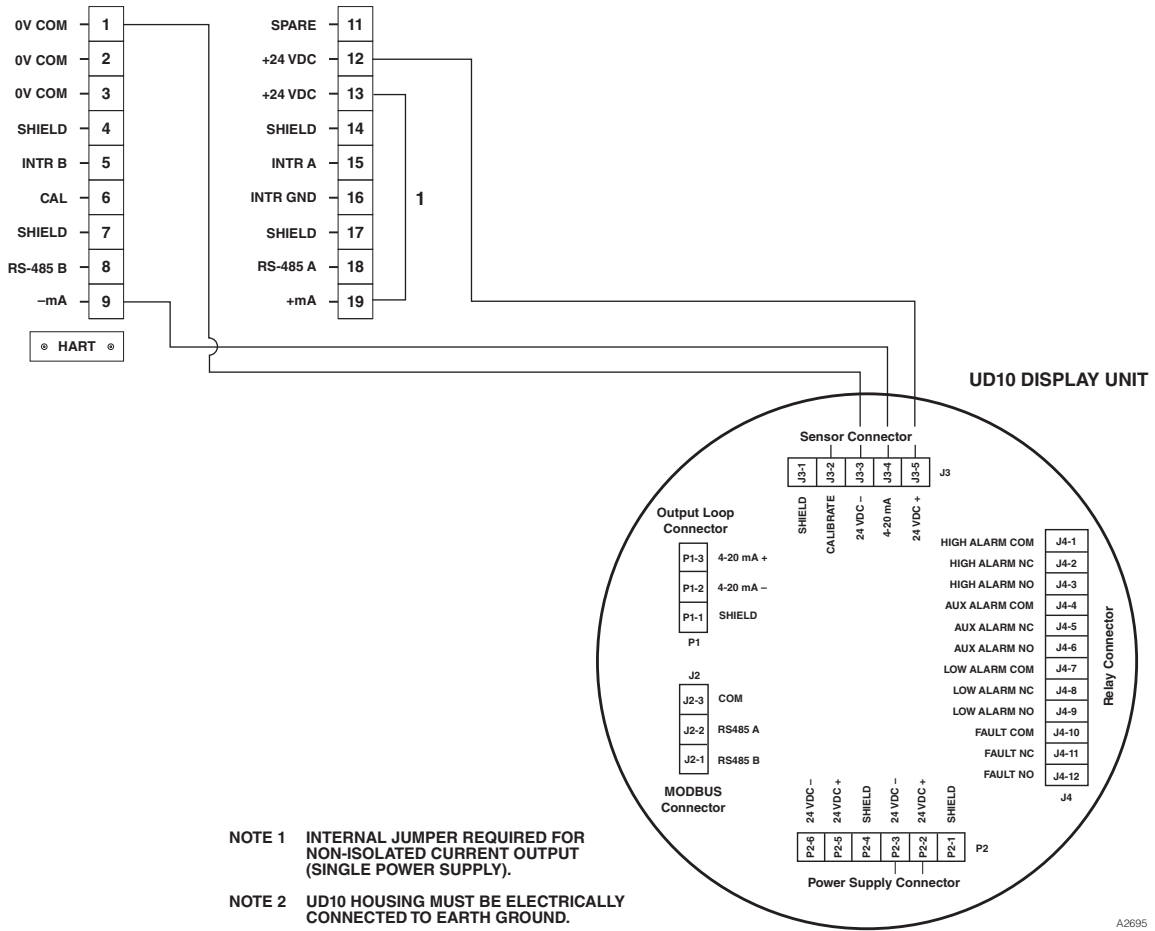 0V COM 1
0V COM 2
0V COM 3
SHIELD 4
INTR B 5
CAL 6
SHIELD 7
RS-485 B 8
–mA 9
HART
SPARE 11
+24 VDC 12
+24 VDC 13
SHIELD 14
INTR A 15
INTR GND 16
SHIELD 17
RS-485 A 18
+mA 19
1
UD10 DISPLAY UNIT
Sensor Connector
J3-1 J3-2 J3-3 J3-4 J3-5 J3
SHIELD
CALIBRATE
24 VDC –
4-20 mA
24 VDC +
Output Loop
Connector
P1-3 4-20 mA +
P1-2 4-20 mA –
P1-1 SHIELD
P1
J2
J2-3 COM
J2-2 RS485 A
J2-1 RS485 B
MODBUS
Connector
HIGH ALARM COM J4-1
HIGH ALARM NC J4-2
HIGH ALARM NO J4-3
AUX ALARM COM J4-4
AUX ALARM NC J4-5
AUX ALARM NO J4-6
LOW ALARM COM J4-7
LOW ALARM NC J4-8
LOW ALARM NO J4-9
FAULT COM J4-10
FAULT NC J4-11
FAULT NO J4-12
J4
Relay Connector
24 VDC –
24 VDC +
SHIELD
24 VDC –
24 VDC +
SHIELD
P2-6 P2-5 P2-4 P2-3 P2-2 P2-1 P2
Power Supply Connector
NOTE 1 INTERNAL JUMPER REQUIRED FOR
NON-ISOLATED CURRENT OUTPUT
(SINGLE POWER SUPPLY).
NOTE 2 UD10 HOUSING MUST BE ELECTRICALLY
CONNECTED TO EARTH GROUND.
A2695